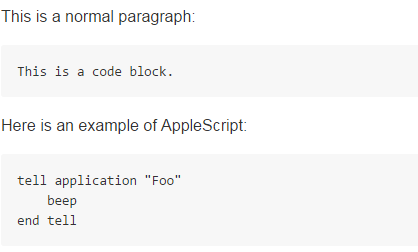 This is a normal paragraph:
This is a code block.
Here is an example of AppleScript:
tell application "Foo"
    beep
end tell